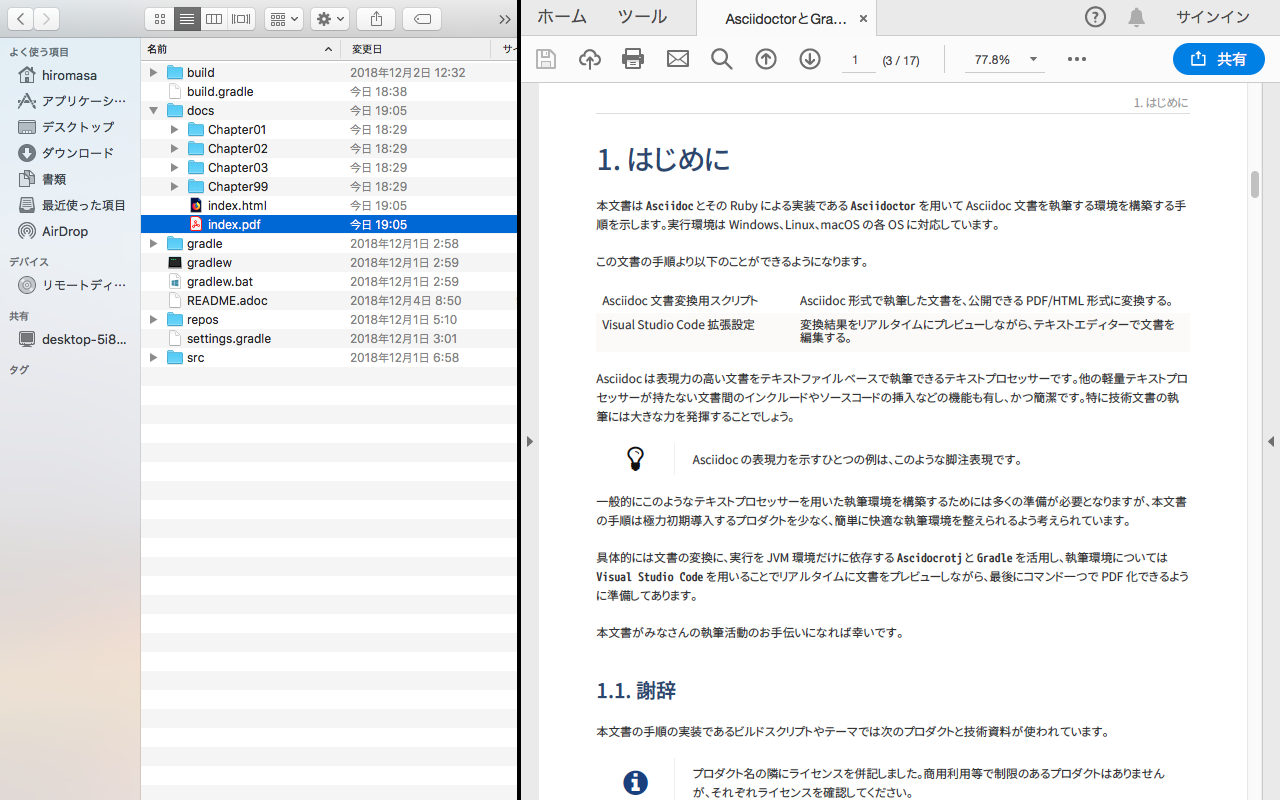 よく使う項目
hiromasa
アプリケーシ…
デスクトップ
ダウンロード
書類
最近使った項目
AirDrop
デバイス
リモートディ…
共有
desktop-5i8...
タグ
名前 変更日 サイ
build 2018年12月2日 12:32
build.gradle 今日 18:38
docs 今日 19:05
Chapter01 今日 18:29
Chapter02 今日 18:29
Chapter03 今日 18:29
Chapter99 今日 18:29
index.html 今日 19:05
index.pdf 今日 19:05
gradle 2018年12月1日 2:58
gradlew 2018年12月1日 2:59
gradlew.bat 2018年12月1日 2:59
README.adoc 2018年12月4日 8:50
repos 2018年12月1日 5:10
settings.gradle 2018年12月1日 3:01
src 2018年12月1日 6:58
ホーム ツール AsciidoctorとGra... × サインイン
1 (3 / 17) 77.8% 共有
1. はじめに
1. はじめに
本文書は Asciidoc とその Ruby による実装である Asciidoctor を用いて Asciidoc 文書を執筆する環境を構築する手
順を示します。実行環境は Windows、Linux、macOS の各 OS に対応しています。
この文書の手順より以下のことができるようになります。
Asciidoc 文書変換用スクリプト Asciidoc 形式で執筆した文書を、公開できる PDF/HTML 形式に変換する。
Visual Studio Code 拡張設定 変換結果をリアルタイムにプレビューしながら、テキストエディターで文書を
編集する。
Asciidoc は表現力の高い文書をテキストファイルベースで執筆できるテキストプロセッサーです。他の軽量テキストプロ
セッサーが持たない文書間のインクルードやソースコードの挿入などの機能も有し、かつ簡潔です。特に技術文書の執
筆には大きな力を発揮することでしょう。
Asciidoc の表現力を示すひとつの例は、このような脚注表現です。
一般的にこのようなテキストプロセッサーを用いた執筆環境を構築するためには多くの準備が必要となりますが、本文書
の手順は極力初期導入するプロダクトを少なく、簡単に快適な執筆環境を整えられるよう考えられています。
具体的には文書の変換に、実行を JVM 環境だけに依存する Asciidocrotj と Gradle を活用し、執筆環境については
Visual Studio Code を用いることでリアルタイムに文書をプレビューしながら、最後にコマンド一つで PDF 化できるよう
に準備してあります。
本文書がみなさんの執筆活動のお手伝いになれば幸いです。
1.1. 謝辞
本文書の手順の実装であるビルドスクリプトやテーマでは次のプロダクトと技術資料が使われています。
プロダクト名の隣にライセンスを併記しました。商用利用等で制限のあるプロダクトはありません
が、それぞれライセンスを確認してください。